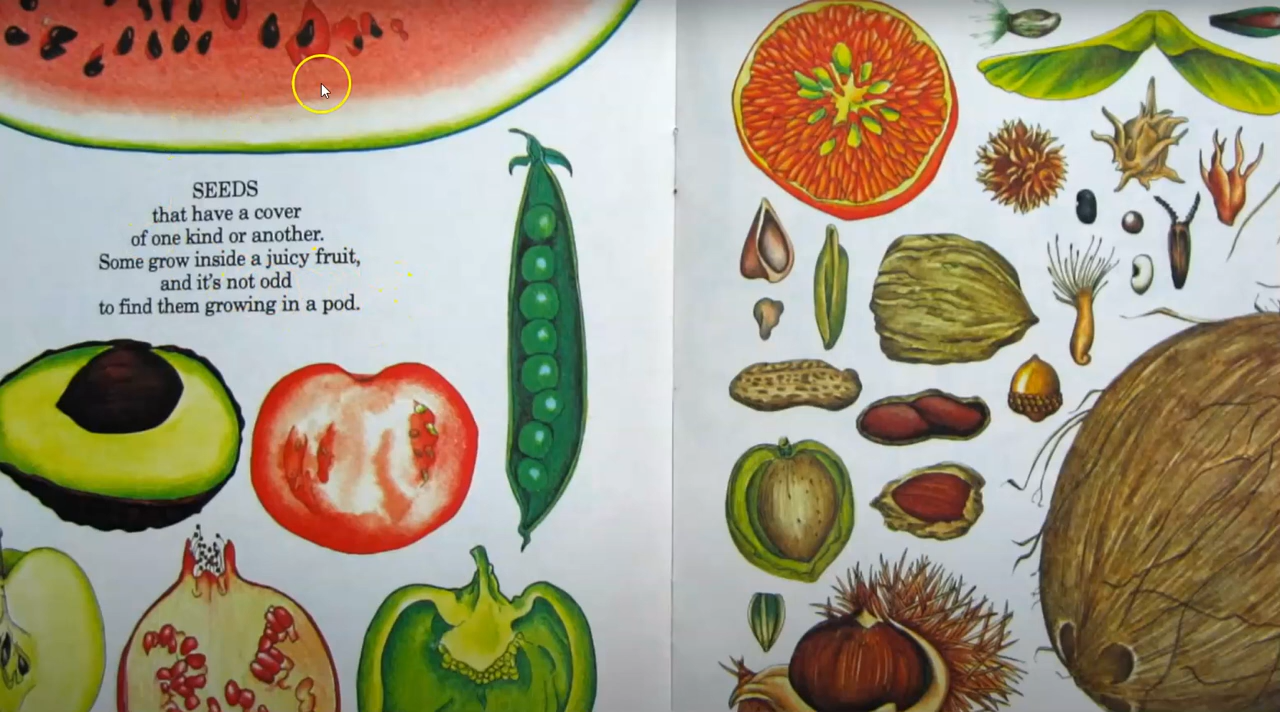 SEEDS
that have a cover
of one kind or another.
Some grow inside a juicy fruit,
and it's not odd
to find them growing in a pod.